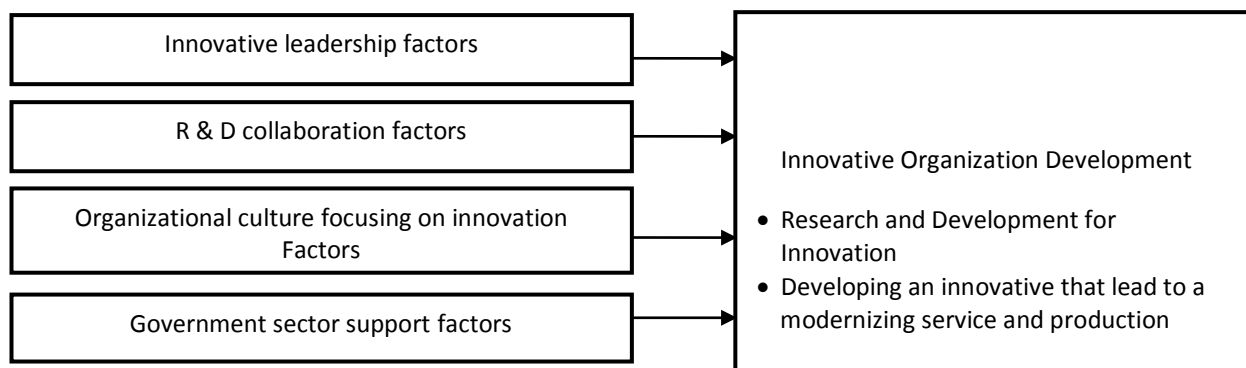 Innovative leadership factors
R & D collaboration factors
Organizational culture focusing on innovation
Factors
Government sector support factors
Innovative Organization Development
• Research and Development for
Innovation
• Developing an innovative that lead to a
modernizing service and production